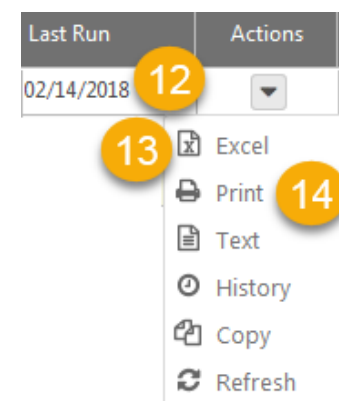 Last Run Actions
02/14/2018 12
13 Excel
Print 14
Text
History
Copy
Refresh